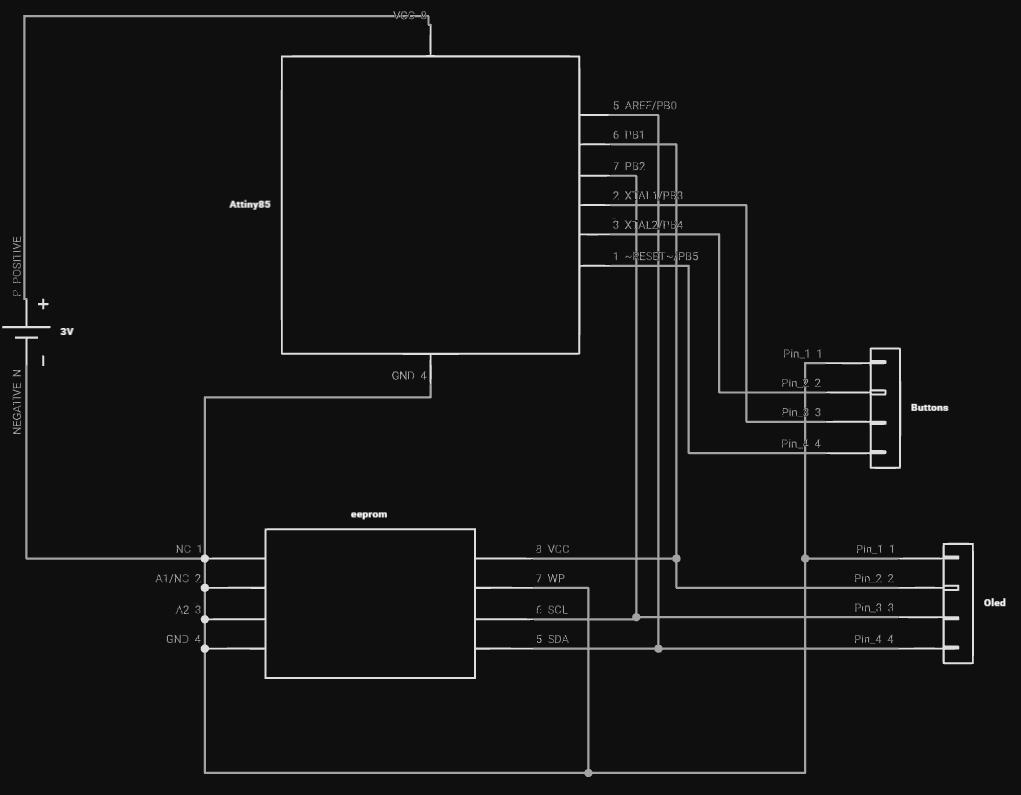 VCC 8
5 AREF/PB0
6 PB1
7 PB2
2 XTAL1/PB3
3 XTAL2/PB4
1 ~RESET~/PB5
Attiny85
P POSITIVE
+
3V
NEGATIVE N
GND 4
Pin_1 1
Pin_2 2
Pin_3 3
Pin_4 4
Buttons
eeprom
NC 1
A1/NC 2
A2 3
GND 4
8 VCC
7 WP
6 SCL
5 SDA
Pin_1 1
Pin_2 2
Pin_3 3
Pin_4 4
Oled